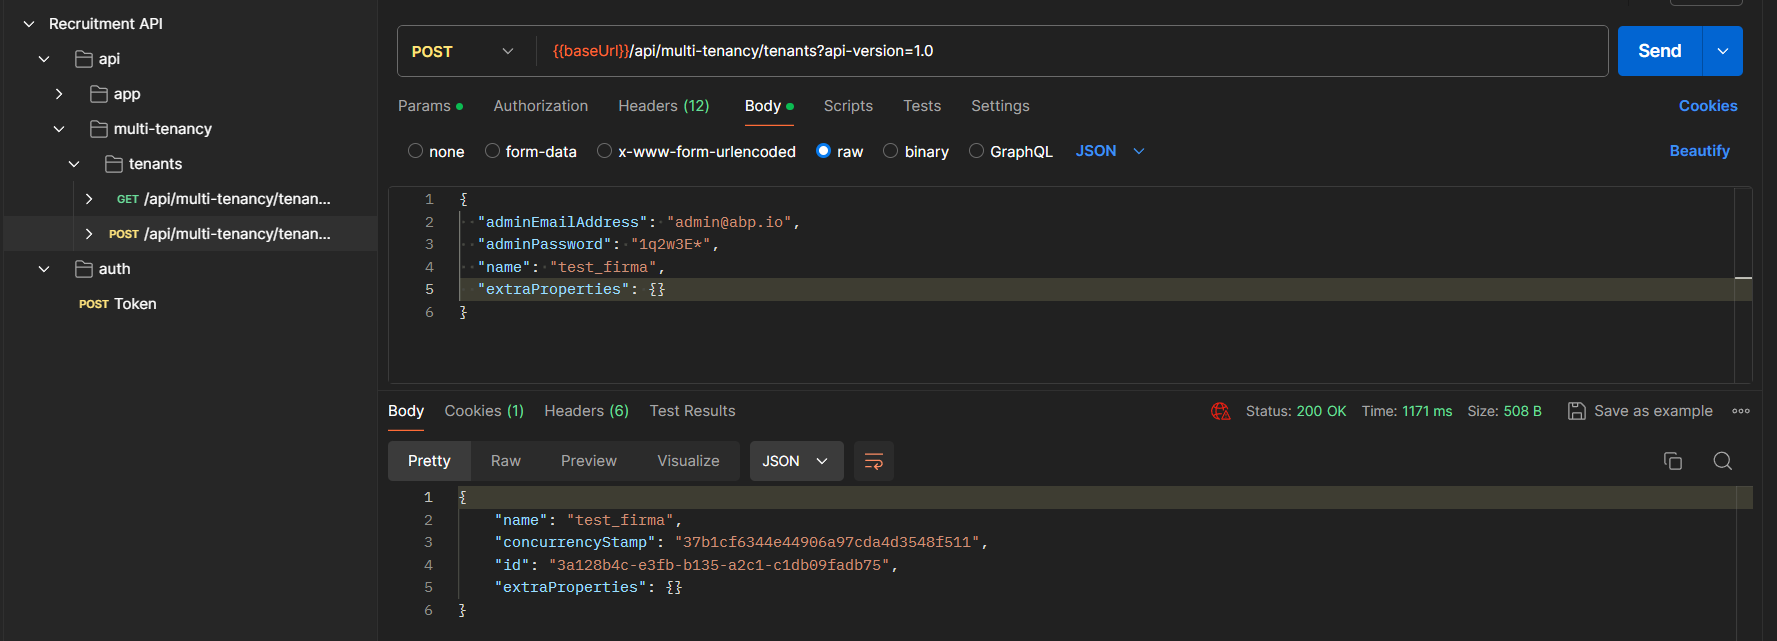 Recruitment API
api
app
multi-tenancy
tenants
GET /api/multi-tenancy/tenan...
POST /api/multi-tenancy/tenan...
auth
POST Token
POST {{baseUrl}}/api/multi-tenancy/tenants?api-version=1.0 Send
Params Authorization Headers (12) Body Scripts Tests Settings Cookies
none form-data x-www-form-urlencoded raw binary GraphQL JSON Beautify
1 {
2 "adminEmailAddress": "admin@abp.io",
3 "adminPassword": "1q2w3E*",
4 "name": "test_firma",
5 "extraProperties": {}
6 }
Body Cookies (1) Headers (6) Test Results Status: 200 OK Time: 1171 ms Size: 508 B Save as example
Pretty Raw Preview Visualize JSON
1 {
2 "name": "test_firma",
3 "concurrencyStamp": "37b1cf6344e44906a97cda4d3548f511",
4 "id": "3a128b4c-e3fb-b135-a2c1-c1db09fadb75",
5 "extraProperties": {}
6 }